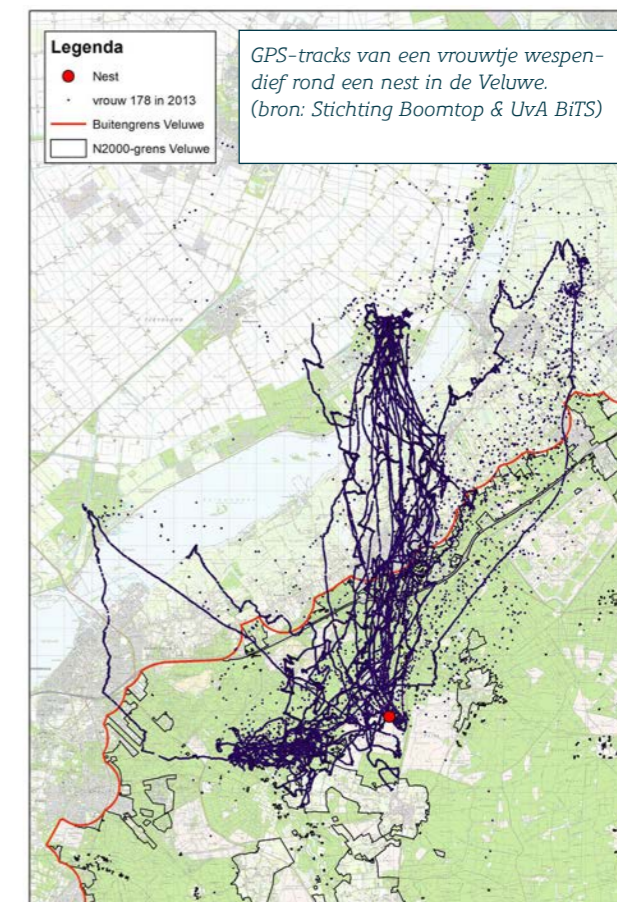 Legenda
Nest
vrouw 178 in 2013
Buitengrens Veluwe
N2000-grens Veluwe
GPS-tracks van een vrouwtje wespen-
dief rond een nest in de Veluwe.
(bron: Stichting Boomtop & UvA BiTS)